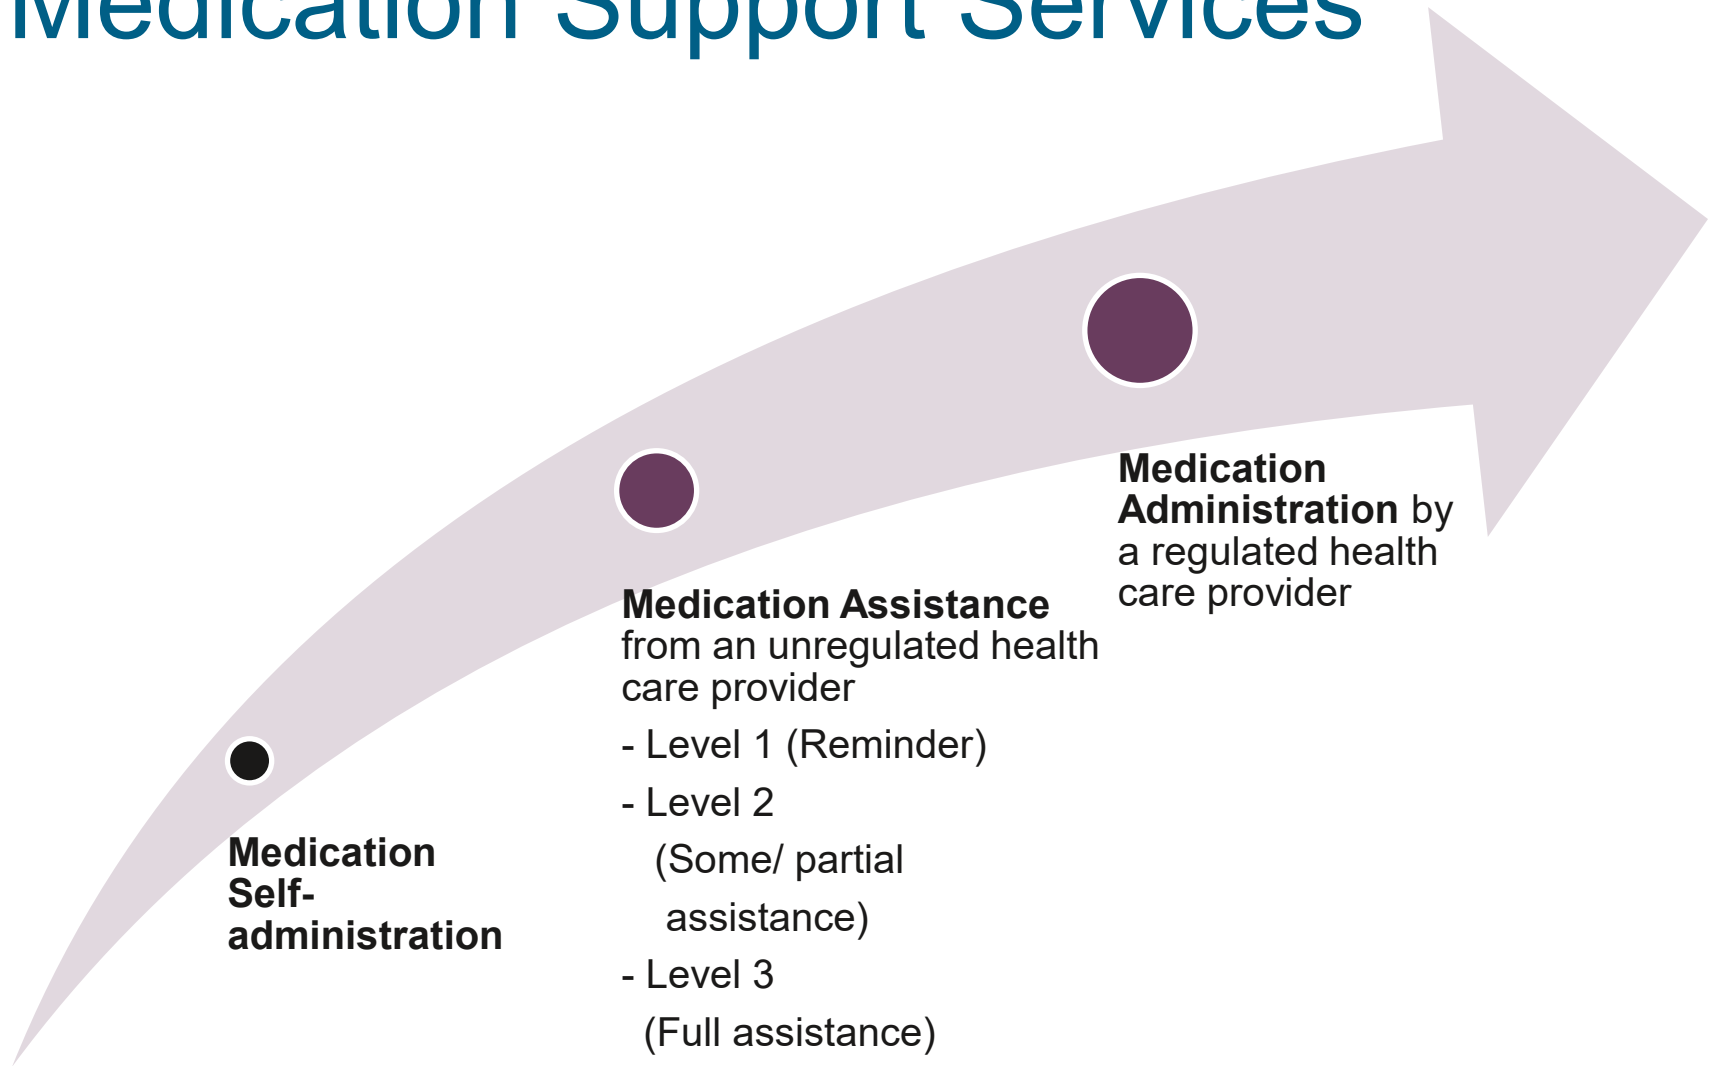 Medication Support Services
Medication
Self-
administration
Medication Assistance
from an unregulated health
care provider
- Level 1 (Reminder)
- Level 2
(Some/ partial
assistance)
- Level 3
(Full assistance)
Medication
Administration by
a regulated health
care provider